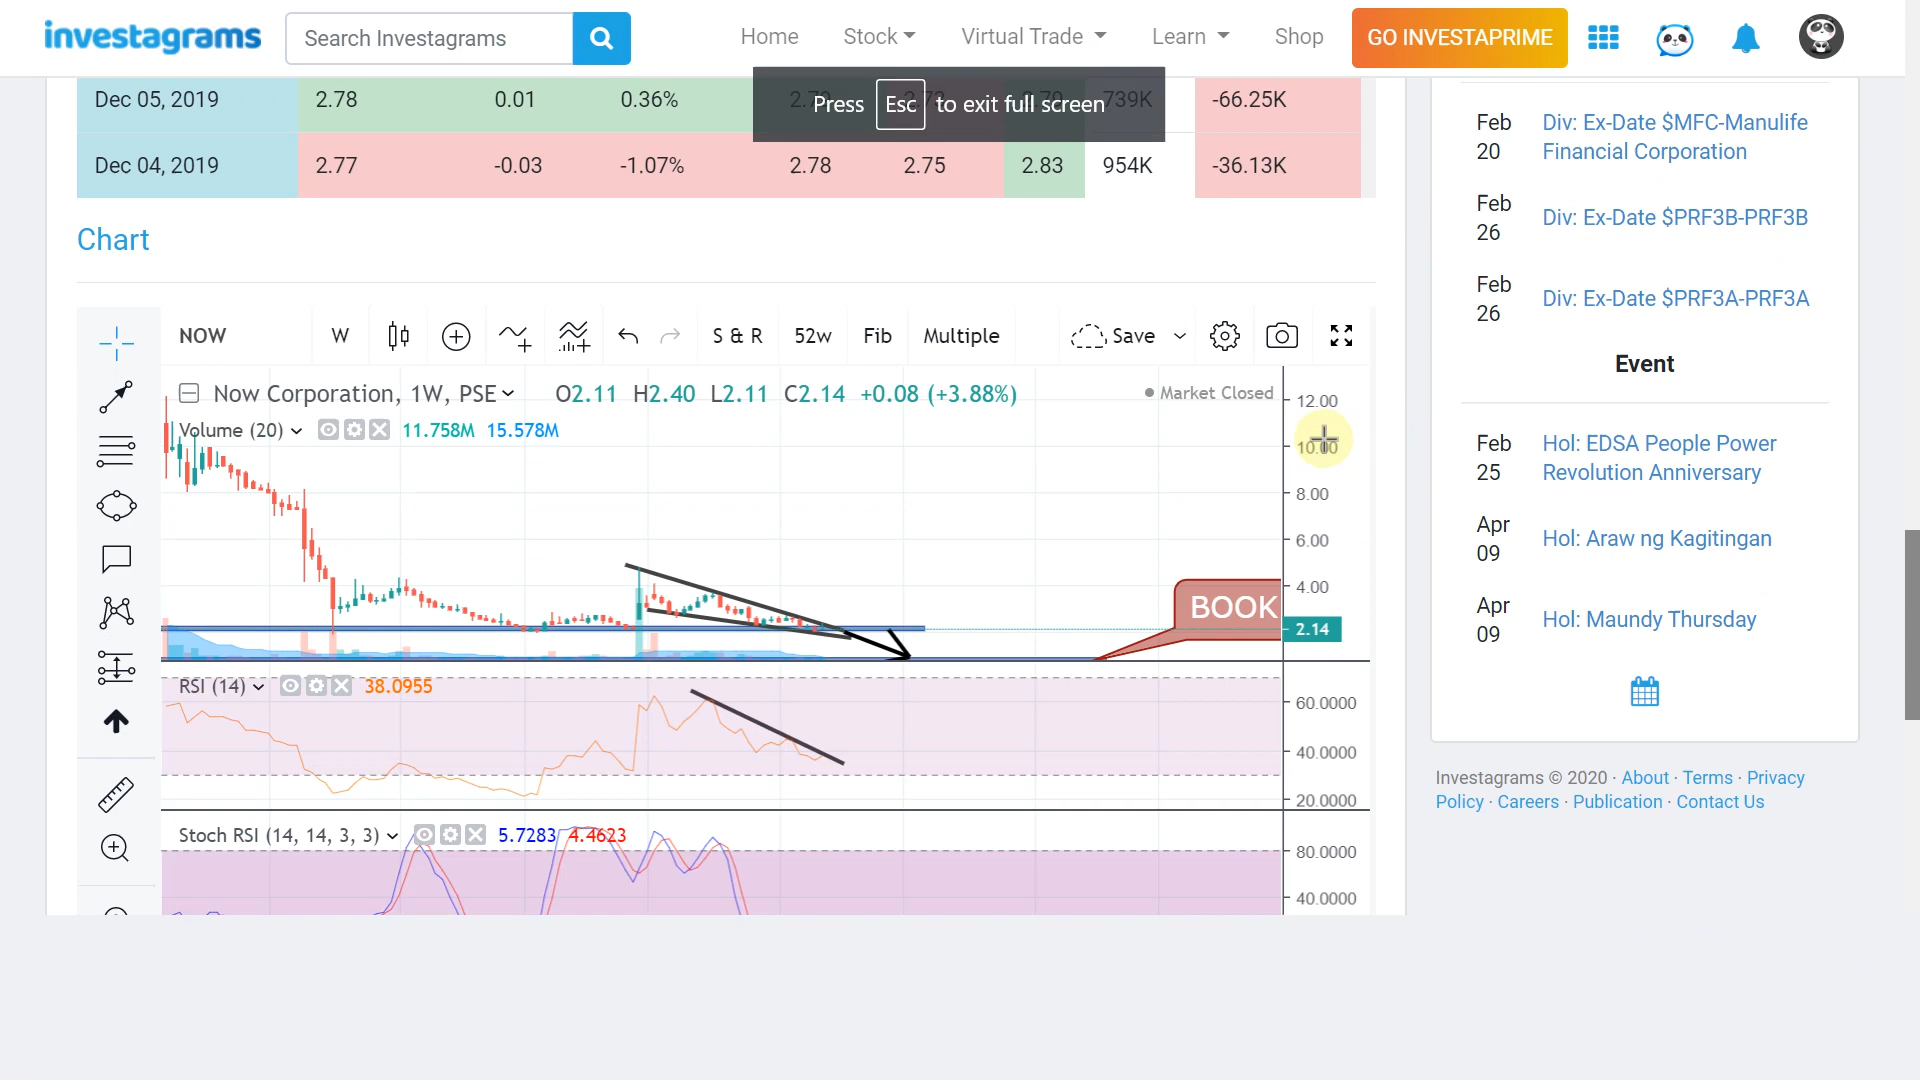 investagrams
Search Investagrams
Home
Stock
Virtual Trade
Learn
Shop
GO INVESTAPRIME
Press Esc to exit full screen
Dec 05, 2019 2.78 0.01 0.36% 739K -66.25K
Dec 04, 2019 2.77 -0.03 -1.07% 2.78 2.75 2.83 954K -36.13K
Chart
NOW W S & R 52w Fib Multiple Save
Now Corporation, 1W, PSE O2.11 H2.40 L2.11 C2.14 +0.08 (+3.88%)
Market Closed
Volume (20) 11.758M 15.578M
12.00
10.00
8.00
6.00
4.00
BOOK
2.14
RSI (14) 38.0955
60.0000
40.0000
20.0000
Stoch RSI (14, 14, 3, 3) 5.7283 4.4623
80.0000
40.0000
Feb 20 Div: Ex-Date $MFC-Manulife
Financial Corporation
Feb 26 Div: Ex-Date $PRF3B-PRF3B
Feb 26 Div: Ex-Date $PRF3A-PRF3A
Event
Feb 25 Hol: EDSA People Power
Revolution Anniversary
Apr 09 Hol: Araw ng Kagitingan
Apr 09 Hol: Maundy Thursday
Investagrams © 2020 · About · Terms · Privacy
Policy · Careers · Publication · Contact Us